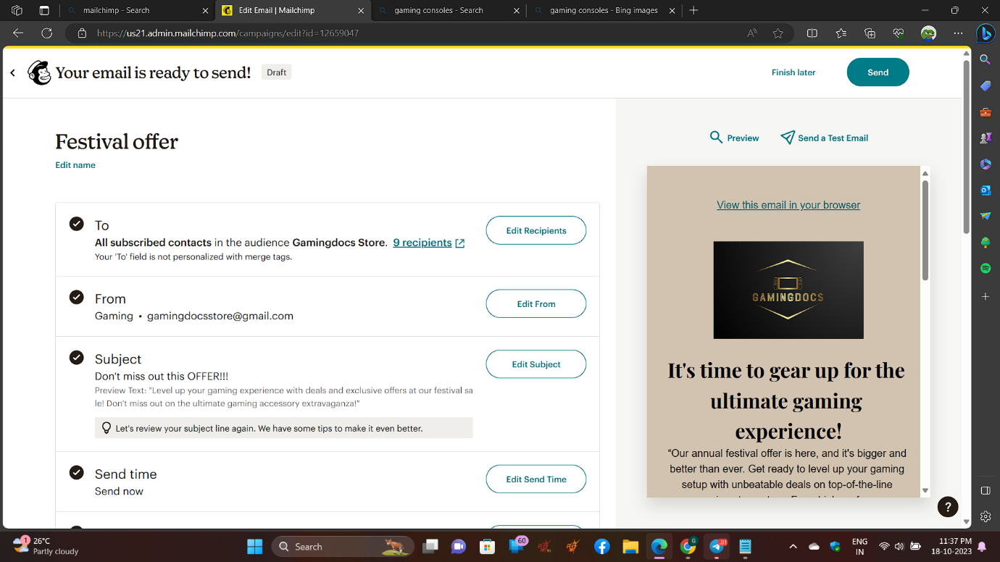 mailchimp - Search
Edit Email | Mailchimp
gaming consoles - Search
gaming consoles - Bing images
https://us21.admin.mailchimp.com/campaigns/edit?id=12659047
Your email is ready to send!
Draft
Finish later
Send
Festival offer
Edit name
Preview
Send a Test Email
To
All subscribed contacts in the audience Gamingdocs Store. 9 recipients
Your 'To' field is not personalized with merge tags.
Edit Recipients
From
Gaming • gamingdocsstore@gmail.com
Edit From
Subject
Don't miss out this OFFER!!!
Preview Text: "Level up your gaming experience with deals and exclusive offers at our festival sa
le! Don't miss out on the ultimate gaming accessory extravaganza!"
Let's review your subject line again. We have some tips to make it even better.
Edit Subject
Send time
Send now
Edit Send Time
View this email in your browser
GAMINGDOCS
It's time to gear up for the
ultimate gaming
experience!
“Our annual festival offer is here, and it's bigger and
better than ever. Get ready to level up your gaming
setup with unbeatable deals on top-of-the-line
?
1
26°C
Partly cloudy
Search
60
G
01
ENG
IN
11:37 PM
18-10-2023